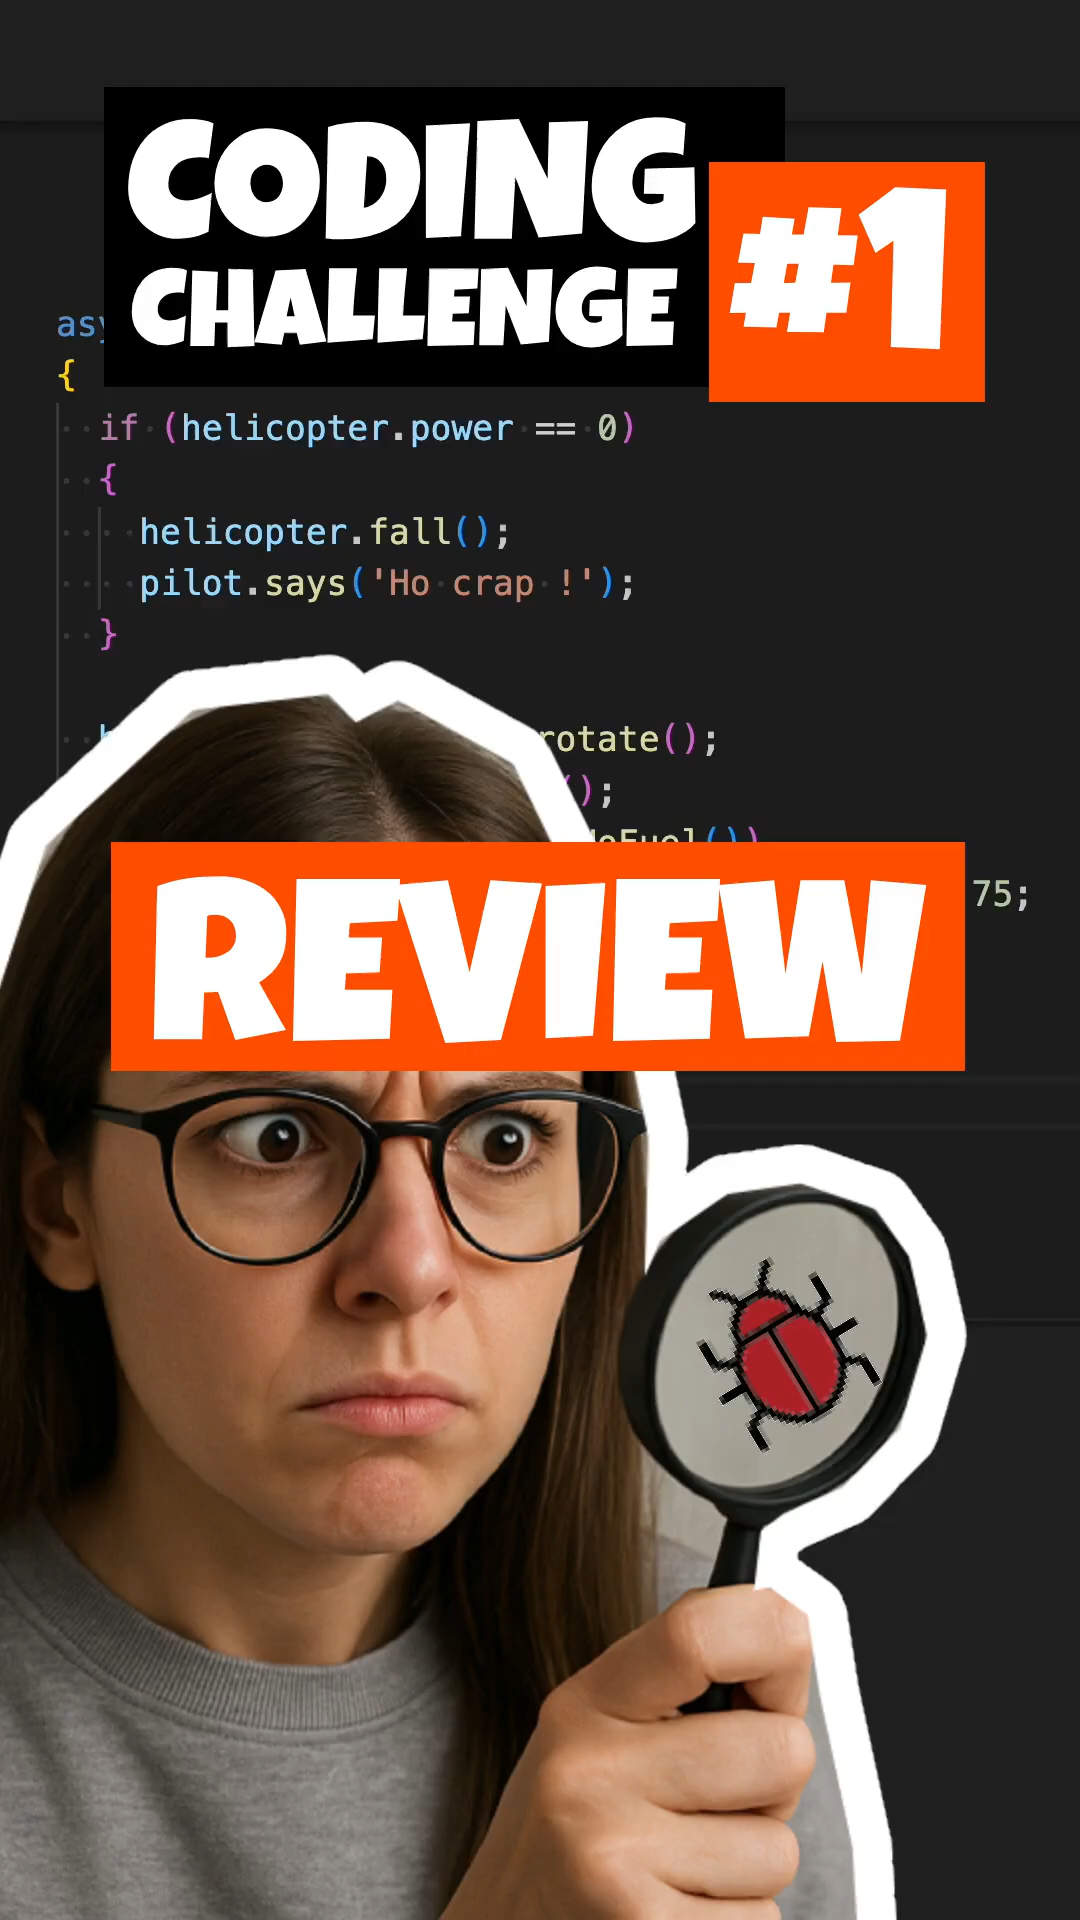 CODING
CHALLENGE
#1
{
if (helicopter.power == 0)
{
helicopter.fall();
pilot.says('Ho crap !');
}
rotate();
();
75;
REVIEW